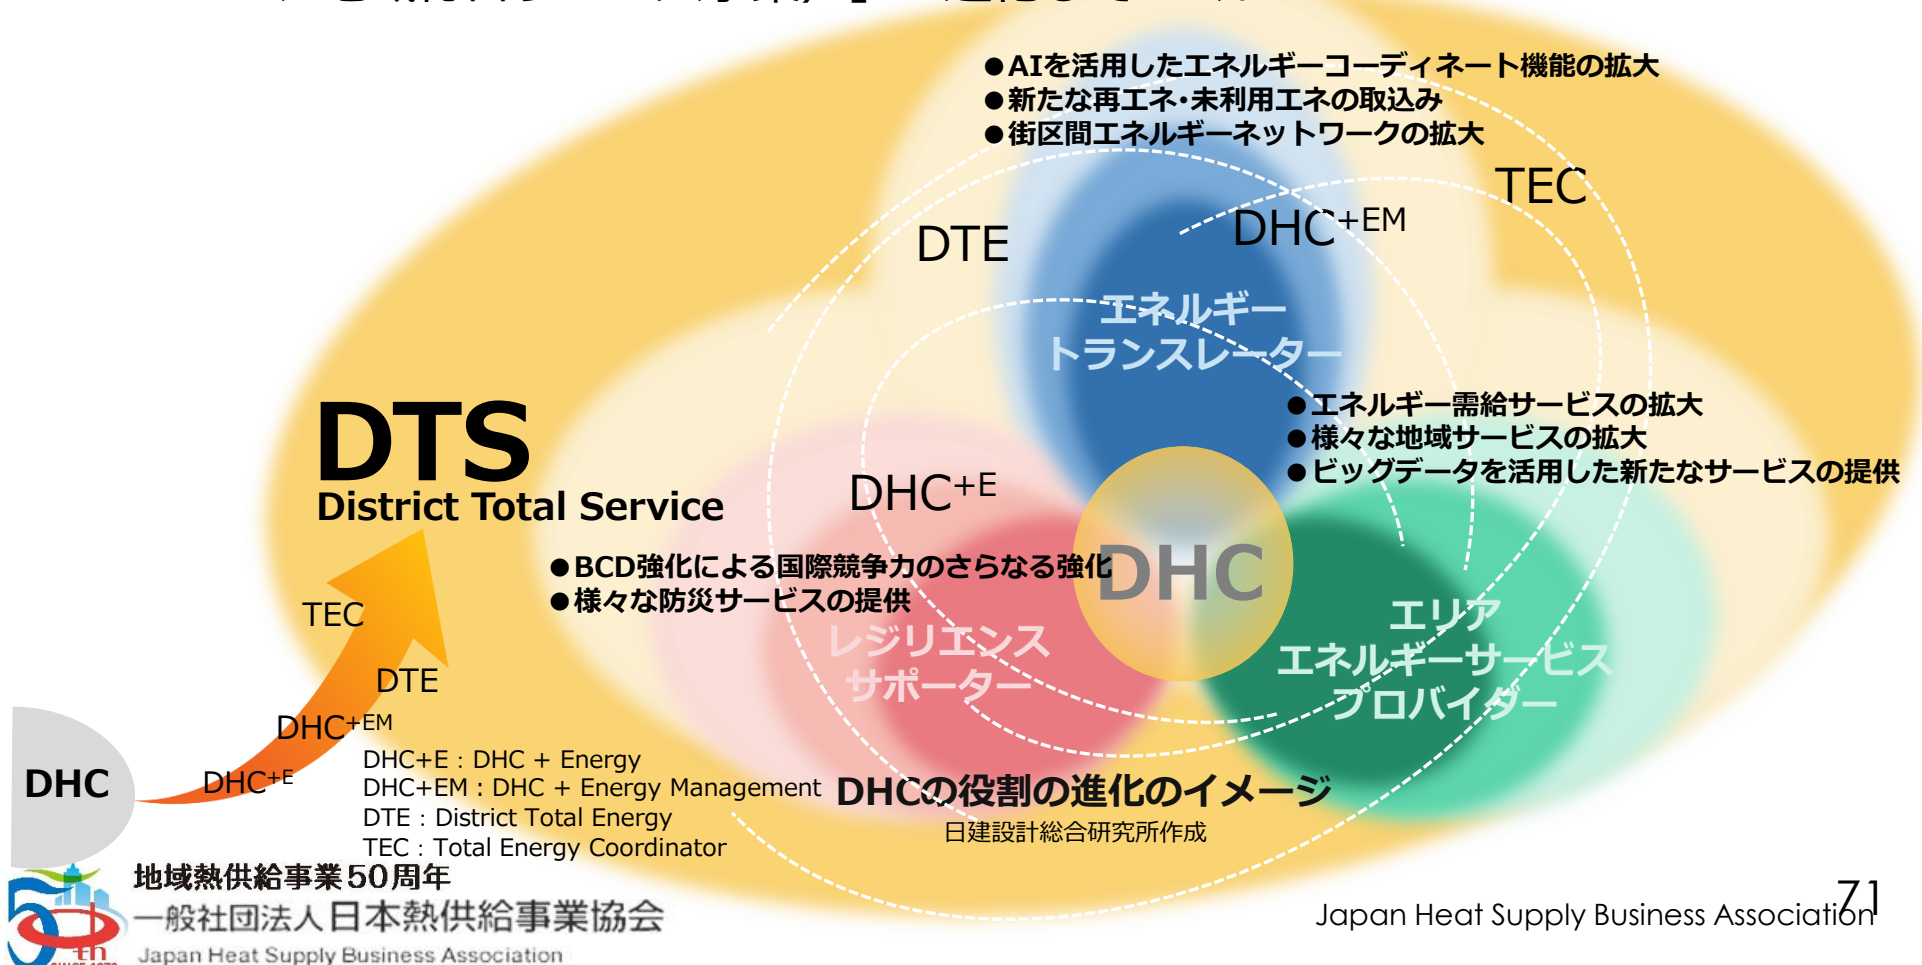 ●AIを活用したエネルギーコーディネート機能の拡大
●新たな再エネ・未利用エネの取込み
●街区間エネルギーネットワークの拡大
TEC
DHC+EM
DTE
エネルギー
トランスレーター
●エネルギー需給サービスの拡大
●様々な地域サービスの拡大
●ビッグデータを活用した新たなサービスの提供
DTS
District Total Service
DHC+E
●BCD強化による国際競争力のさらなる強化
●様々な防災サービスの提供
DHC
レジリエンス
サポーター
エリア
エネルギーサービス
プロバイダー
TEC
DTE
DHC+EM
DHC+E
DHC
DHC+E：DHC + Energy
DHC+EM：DHC + Energy Management
DTE：District Total Energy
TEC：Total Energy Coordinator
DHCの役割の進化のイメージ
日建設計総合研究所作成
地域熱供給事業50周年
一般社団法人日本熱供給事業協会
Japan Heat Supply Business Association
5
th
Japan Heat Supply Business Association
71